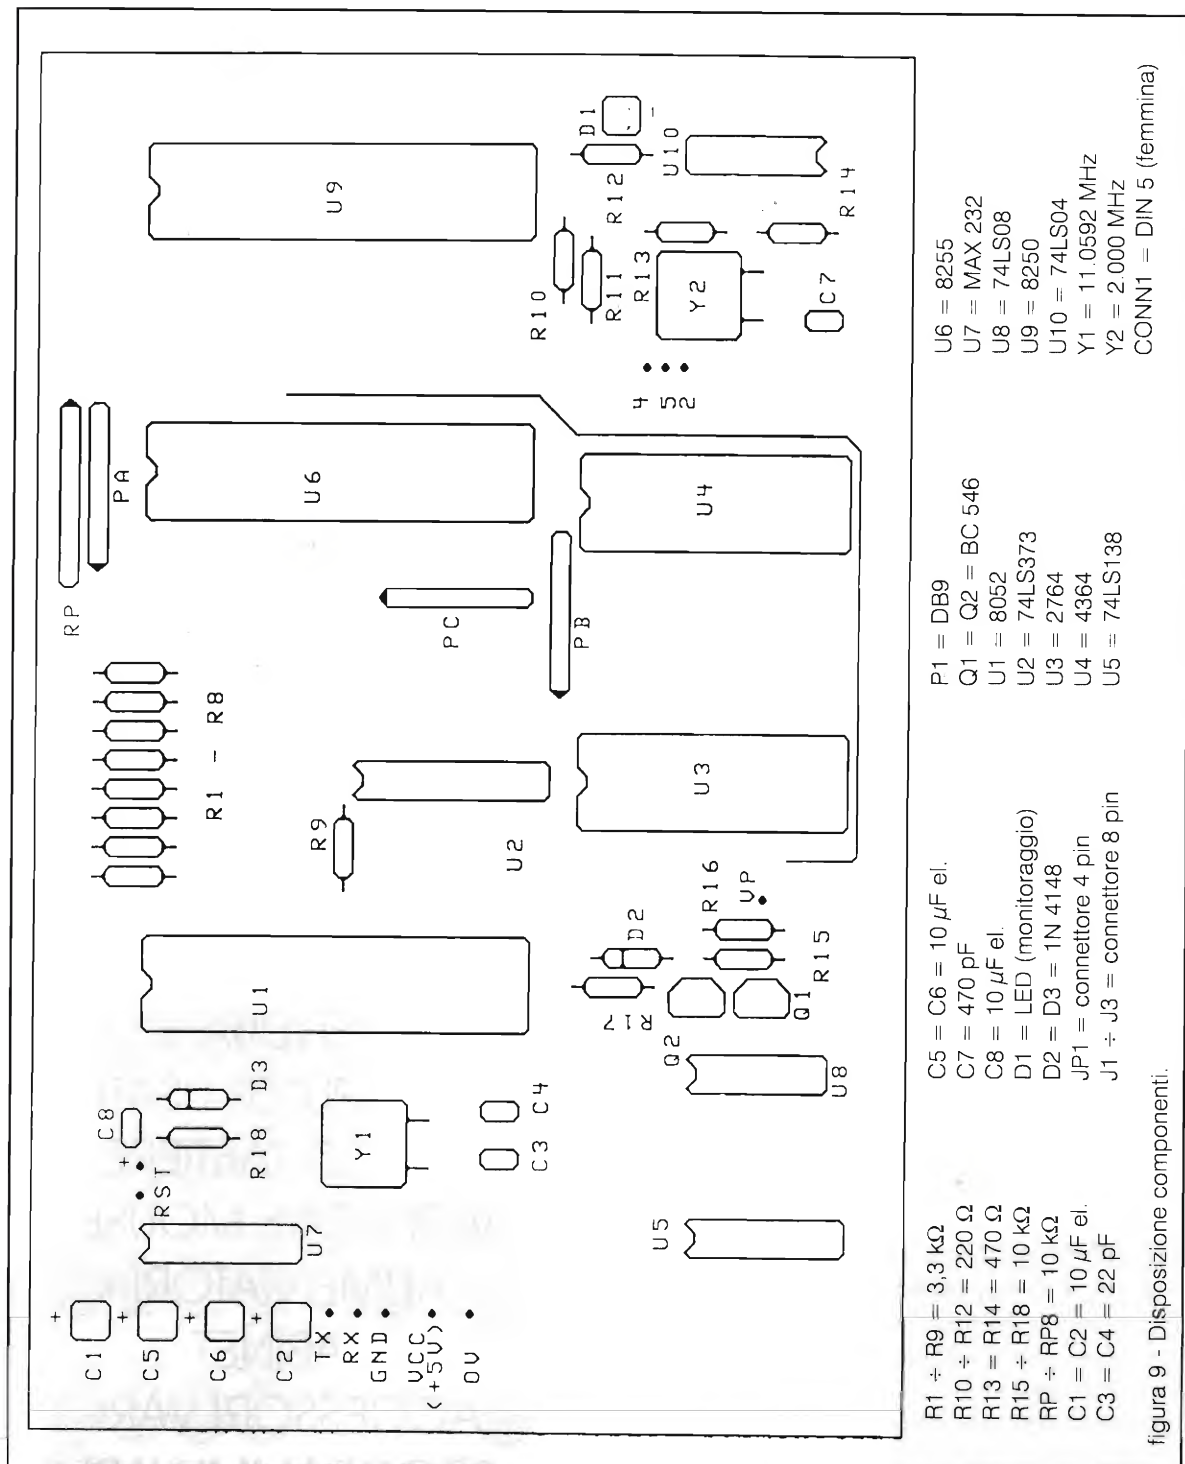 C1
+
C5
+
C6
+
C2
+
TX
RX
GND
VCC
(+5V)
0V
U7
RST
+
C8
R18
D3
Y1
C3
C4
U5
U8
Q2
Q1
R17
D2
R15
R16
VP
U1
R9
U2
U3
R1 - R8
RP
PA
PC
PB
U6
U4
4
5
2
R10
R11
R12
R13
Y2
C7
R14
U10
D1
-
U9
R1 ÷ R9 = 3,3 kΩ
R10 ÷ R12 = 220 Ω
R13 = R14 = 470 Ω
R15 ÷ R18 = 10 kΩ
RP ÷ RP8 = 10 kΩ
C1 = C2 = 10 µF el.
C3 = C4 = 22 pF
C5 = C6 = 10 µF el.
C7 = 470 pF
C8 = 10 µF el.
D1 = LED (monitoraggio)
D2 = D3 = 1N 4148
JP1 = connettore 4 pin
J1 ÷ J3 = connettore 8 pin
P1 = DB9
Q1 = Q2 = BC 546
U1 = 8052
U2 = 74LS373
U3 = 2764
U4 = 4364
U5 = 74LS138
U6 = 8255
U7 = MAX 232
U8 = 74LS08
U9 = 8250
U10 = 74LS04
Y1 = 11.0592 MHz
Y2 = 2.000 MHz
CONN1 = DIN 5 (femmina)
figura 9 - Disposizione componenti.